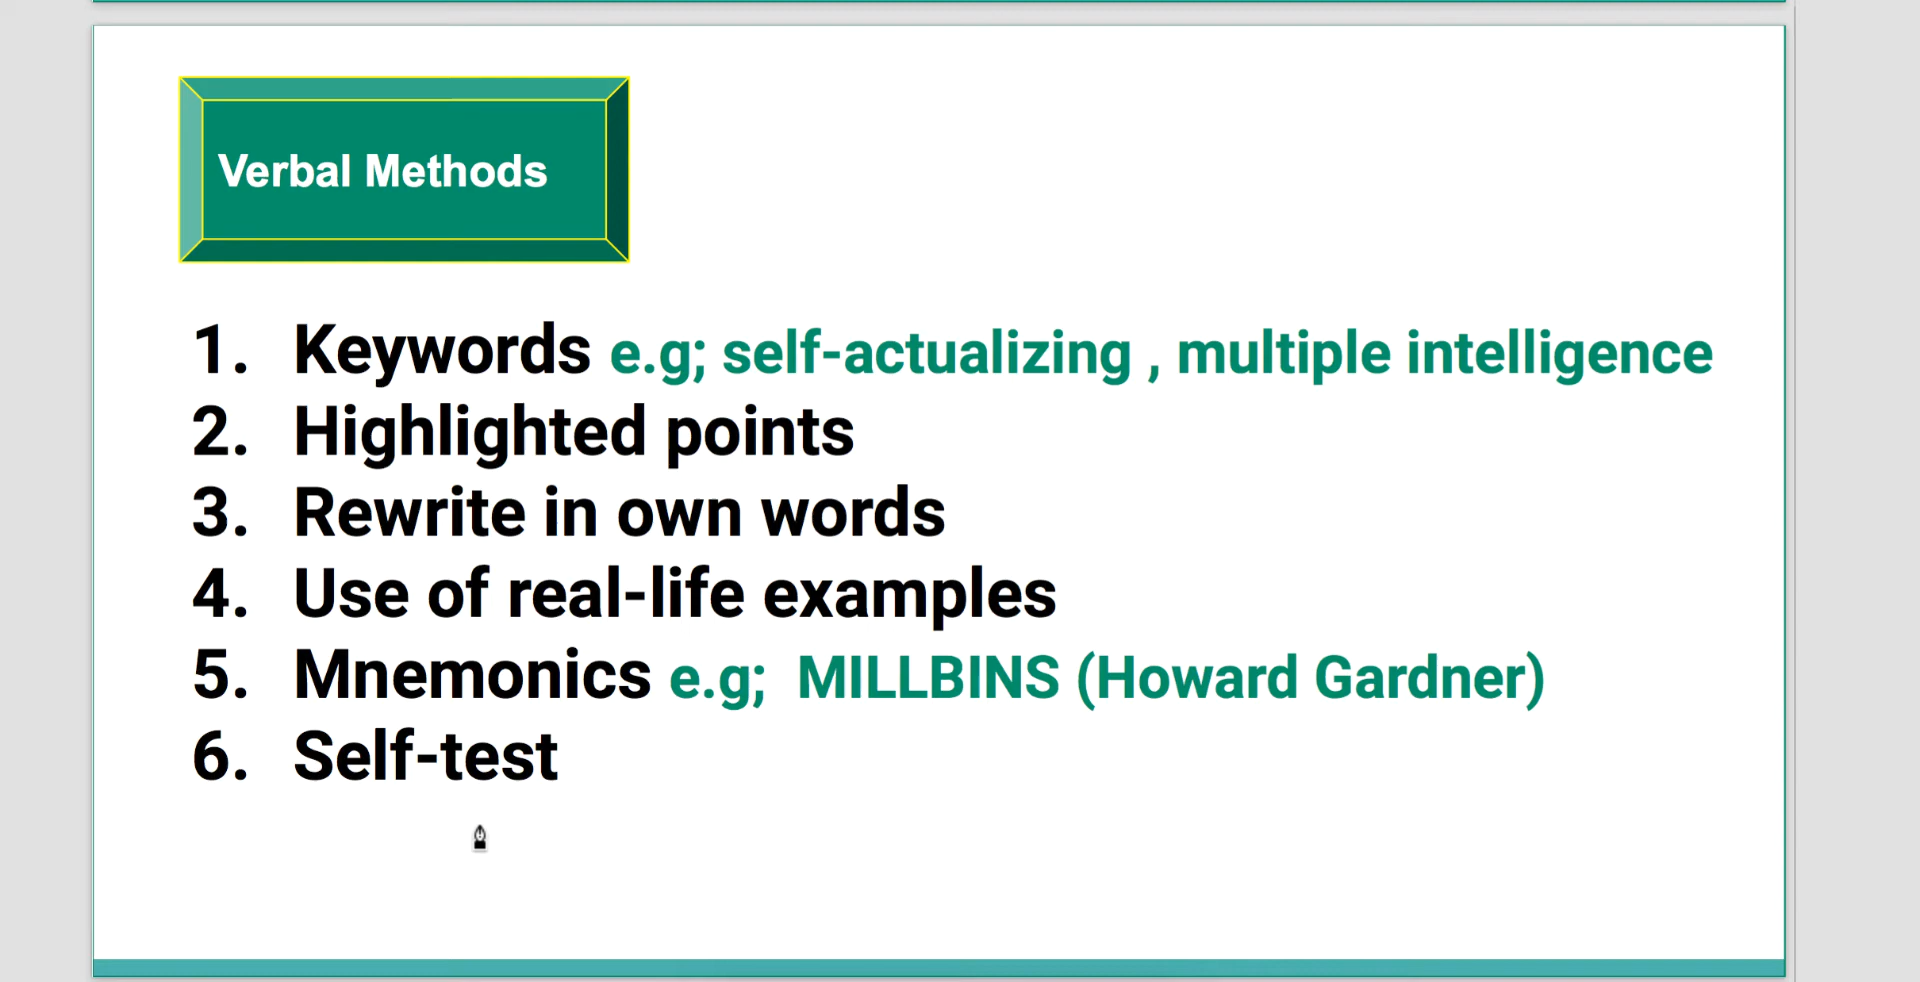 Verbal Methods
1. Keywords e.g; self-actualizing , multiple intelligence
2. Highlighted points
3. Rewrite in own words
4. Use of real-life examples
5. Mnemonics e.g; MILLBINS (Howard Gardner)
6. Self-test